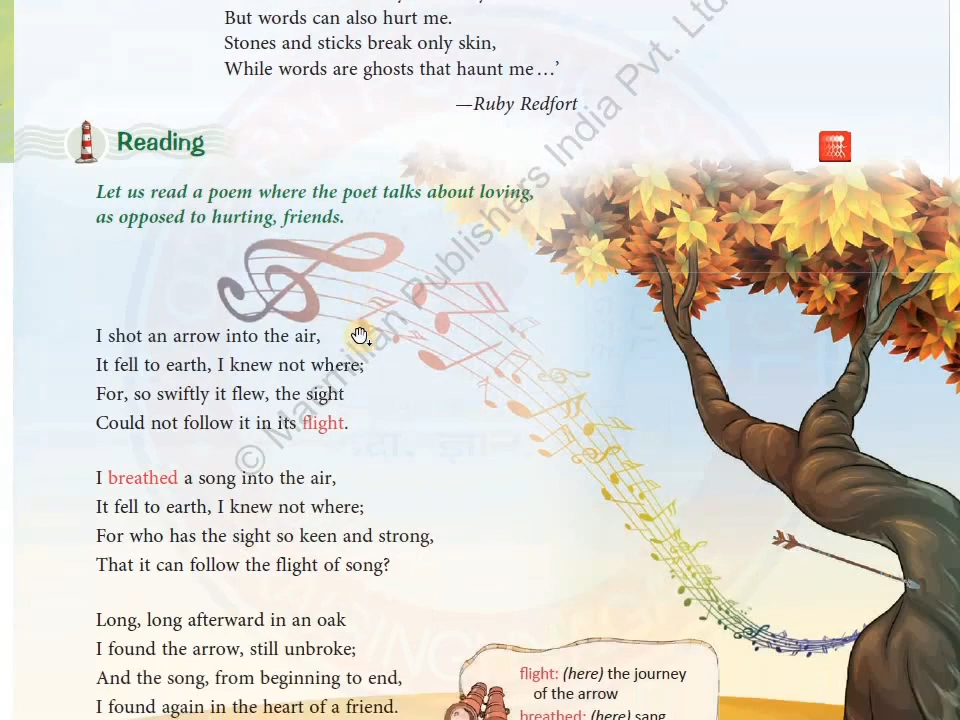 But words can also hurt me.
Stones and sticks break only skin,
While words are ghosts that haunt me…’
—Ruby Redfort
Reading
Let us read a poem where the poet talks about loving,
as opposed to hurting, friends.
I shot an arrow into the air,
It fell to earth, I knew not where;
For, so swiftly it flew, the sight
Could not follow it in its flight.
I breathed a song into the air,
It fell to earth, I knew not where;
For who has the sight so keen and strong,
That it can follow the flight of song?
Long, long afterward in an oak
I found the arrow, still unbroke;
And the song, from beginning to end,
I found again in the heart of a friend.
flight: (here) the journey
of the arrow
breathed: (here) sang
© Macmillan Publishers India Pvt. Ltd